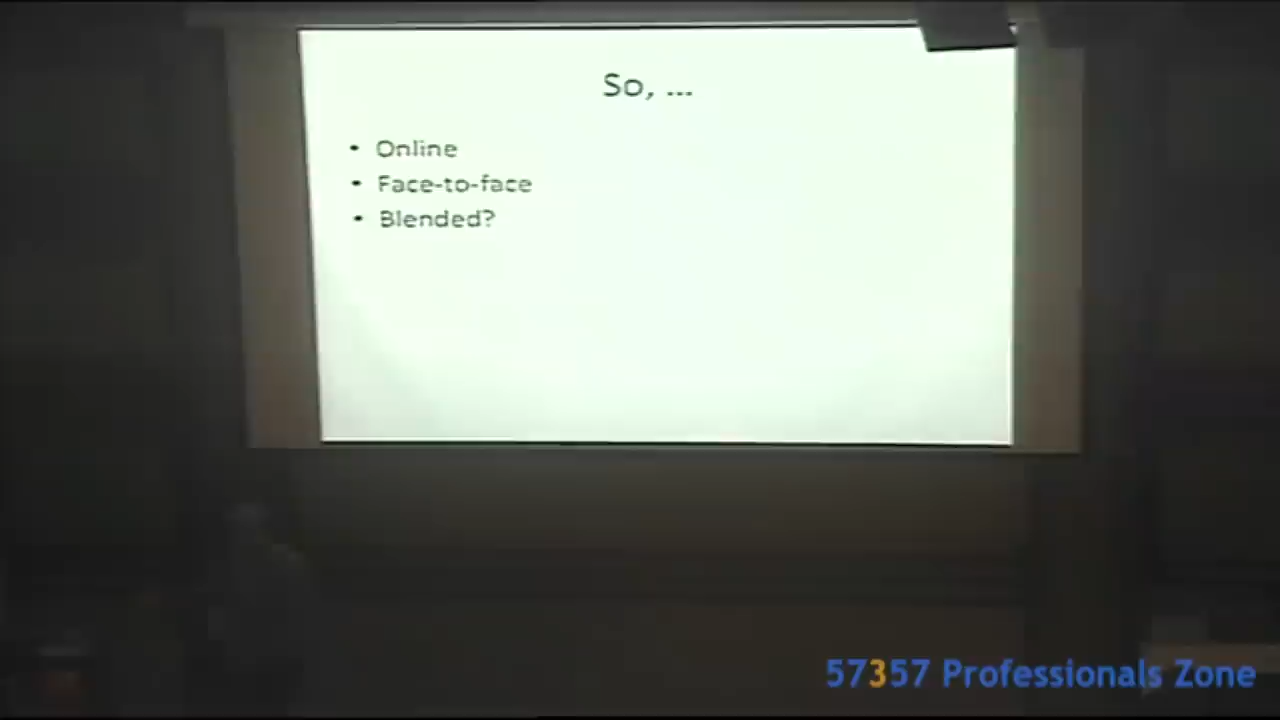 So, ...
• Online
• Face-to-face
• Blended?
57357 Professionals Zone